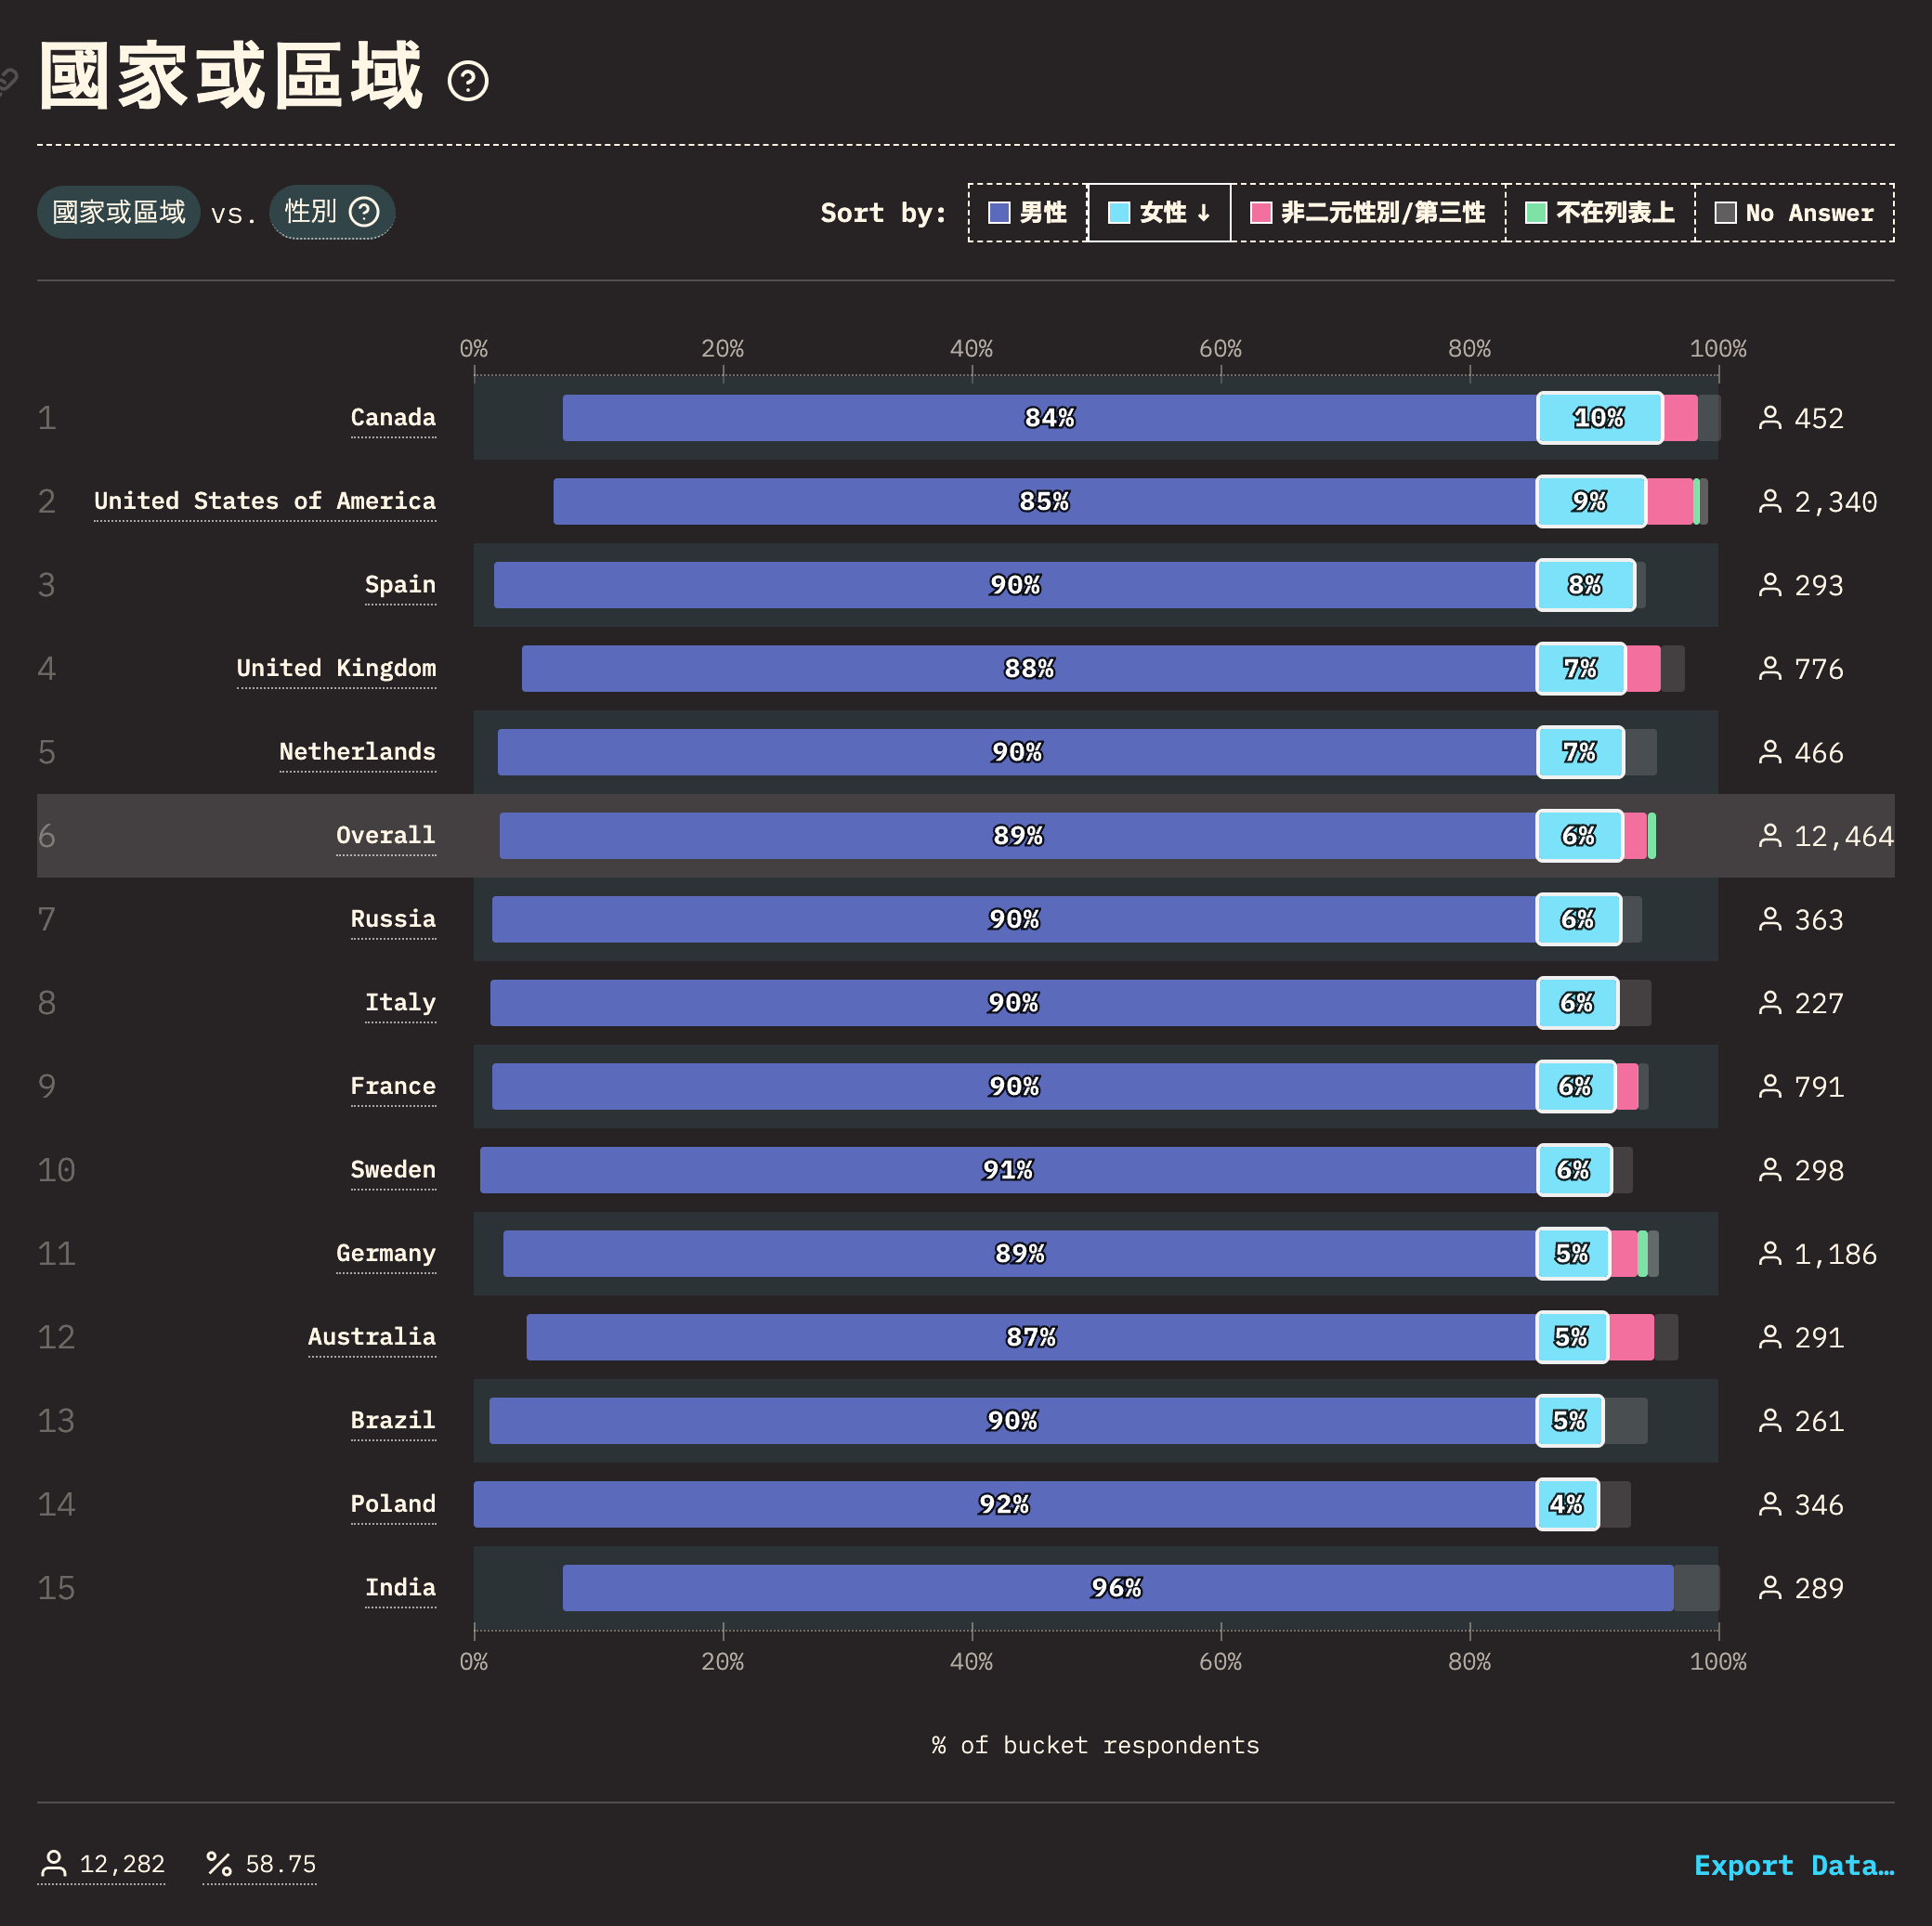 國家或區域
國家或區域 vs. 性別
Sort by: 男性 女性 ↓ 非二元性別/第三性 不在列表上 No Answer
0% 20% 40% 60% 80% 100%
1 Canada 84% 10% 452
2 United States of America 85% 9% 2,340
3 Spain 90% 8% 293
4 United Kingdom 88% 7% 776
5 Netherlands 90% 7% 466
6 Overall 89% 6% 12,464
7 Russia 90% 6% 363
8 Italy 90% 6% 227
9 France 90% 6% 791
10 Sweden 91% 6% 298
11 Germany 89% 5% 1,186
12 Australia 87% 5% 291
13 Brazil 90% 5% 261
14 Poland 92% 4% 346
15 India 96% 289
0% 20% 40% 60% 80% 100%
% of bucket respondents
12,282 % 58.75 Export Data…